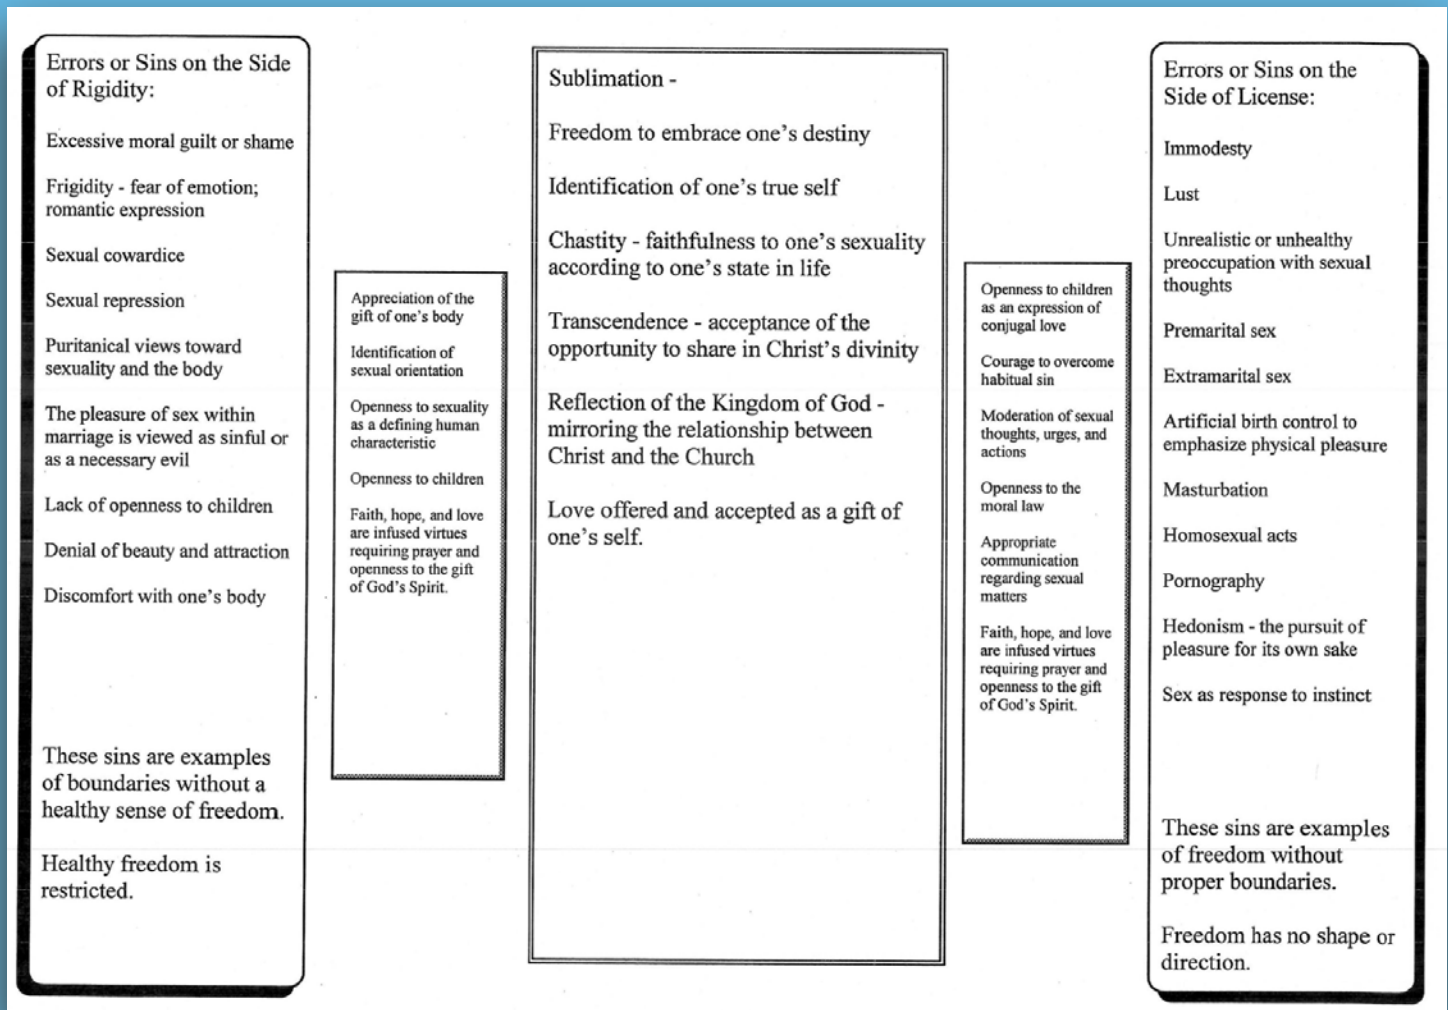 Errors or Sins on the Side
of Rigidity:
Excessive moral guilt or shame
Frigidity - fear of emotion;
romantic expression
Sexual cowardice
Sexual repression
Puritanical views toward
sexuality and the body
The pleasure of sex within
marriage is viewed as sinful or
as a necessary evil
Lack of openness to children
Denial of beauty and attraction
Discomfort with one's body
These sins are examples
of boundaries without a
healthy sense of freedom.
Healthy freedom is
restricted.
Appreciation of the
gift of one's body
Identification of
sexual orientation
Openness to sexuality
as a defining human
characteristic
Openness to children
Faith, hope, and love
are infused virtues
requiring prayer and
openness to the gift
of God's Spirit.
Sublimation -
Freedom to embrace one's destiny
Identification of one's true self
Chastity - faithfulness to one's sexuality
according to one's state in life
Transcendence - acceptance of the
opportunity to share in Christ's divinity
Reflection of the Kingdom of God -
mirroring the relationship between
Christ and the Church
Love offered and accepted as a gift of
one's self.
Openness to children
as an expression of
conjugal love
Courage to overcome
habitual sin
Moderation of sexual
thoughts, urges, and
actions
Openness to the
moral law
Appropriate
communication
regarding sexual
matters
Faith, hope, and love
are infused virtues
requiring prayer and
openness to the gift
of God's Spirit.
Errors or Sins on the
Side of License:
Immodesty
Lust
Unrealistic or unhealthy
preoccupation with sexual
thoughts
Premarital sex
Extramarital sex
Artificial birth control to
emphasize physical pleasure
Masturbation
Homosexual acts
Pornography
Hedonism - the pursuit of
pleasure for its own sake
Sex as response to instinct
These sins are examples
of freedom without
proper boundaries.
Freedom has no shape or
direction.